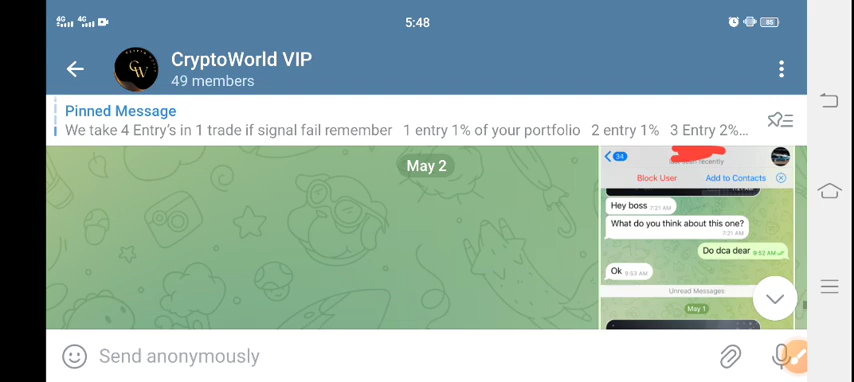 4G 4G 5:48 85
CryptoWorld VIP
49 members
Pinned Message
We take 4 Entry's in 1 trade if signal fail remember 1 entry 1% of your portfolio 2 entry 1% 3 Entry 2%...
May 2
34
recently
Block User Add to Contacts
Hey boss 7:21 AM
What do you think about this one?
7:21 AM
Do dca dear 9:52 AM
Ok 9:53 AM
Unread Messages
May 1
Send anonymously